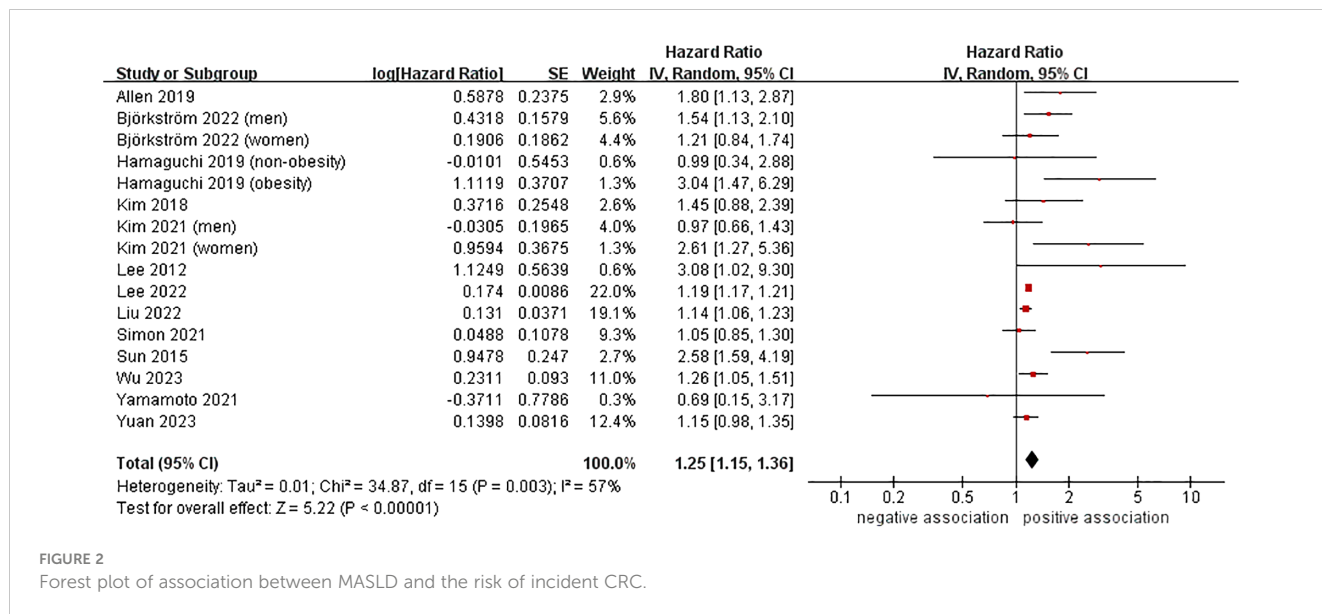 Hazard Ratio Hazard Ratio
Study or Subgroup log[Hazard Ratio] SE Weight IV, Random, 95% CI IV, Random, 95% CI
Allen 2019 0.5878 0.2375 2.9% 1.80 [1.13, 2.87]
Björkström 2022 (men) 0.4318 0.1579 5.6% 1.54 [1.13, 2.10]
Björkström 2022 (women) 0.1906 0.1862 4.4% 1.21 [0.84, 1.74]
Hamaguchi 2019 (non-obesity) -0.0101 0.5453 0.6% 0.99 [0.34, 2.88]
Hamaguchi 2019 (obesity) 1.1119 0.3707 1.3% 3.04 [1.47, 6.29]
Kim 2018 0.3716 0.2548 2.6% 1.45 [0.88, 2.39]
Kim 2021 (men) -0.0305 0.1965 4.0% 0.97 [0.66, 1.43]
Kim 2021 (women) 0.9594 0.3675 1.3% 2.61 [1.27, 5.36]
Lee 2012 1.1249 0.5639 0.6% 3.08 [1.02, 9.30]
Lee 2022 0.174 0.0086 22.0% 1.19 [1.17, 1.21]
Liu 2022 0.131 0.0371 19.1% 1.14 [1.06, 1.23]
Simon 2021 0.0488 0.1078 9.3% 1.05 [0.85, 1.30]
Sun 2015 0.9478 0.247 2.7% 2.58 [1.59, 4.19]
Wu 2023 0.2311 0.093 11.0% 1.26 [1.05, 1.51]
Yamamoto 2021 -0.3711 0.7786 0.3% 0.69 [0.15, 3.17]
Yuan 2023 0.1398 0.0816 12.4% 1.15 [0.98, 1.35]
Total (95% CI) 100.0% 1.25 [1.15, 1.36]
Heterogeneity: Tau² = 0.01; Chi² = 34.87, df = 15 (P = 0.003); I² = 57%
Test for overall effect: Z = 5.22 (P < 0.00001)
0.1 0.2 0.5 1 2 5 10
negative association positive association
FIGURE 2
Forest plot of association between MASLD and the risk of incident CRC.